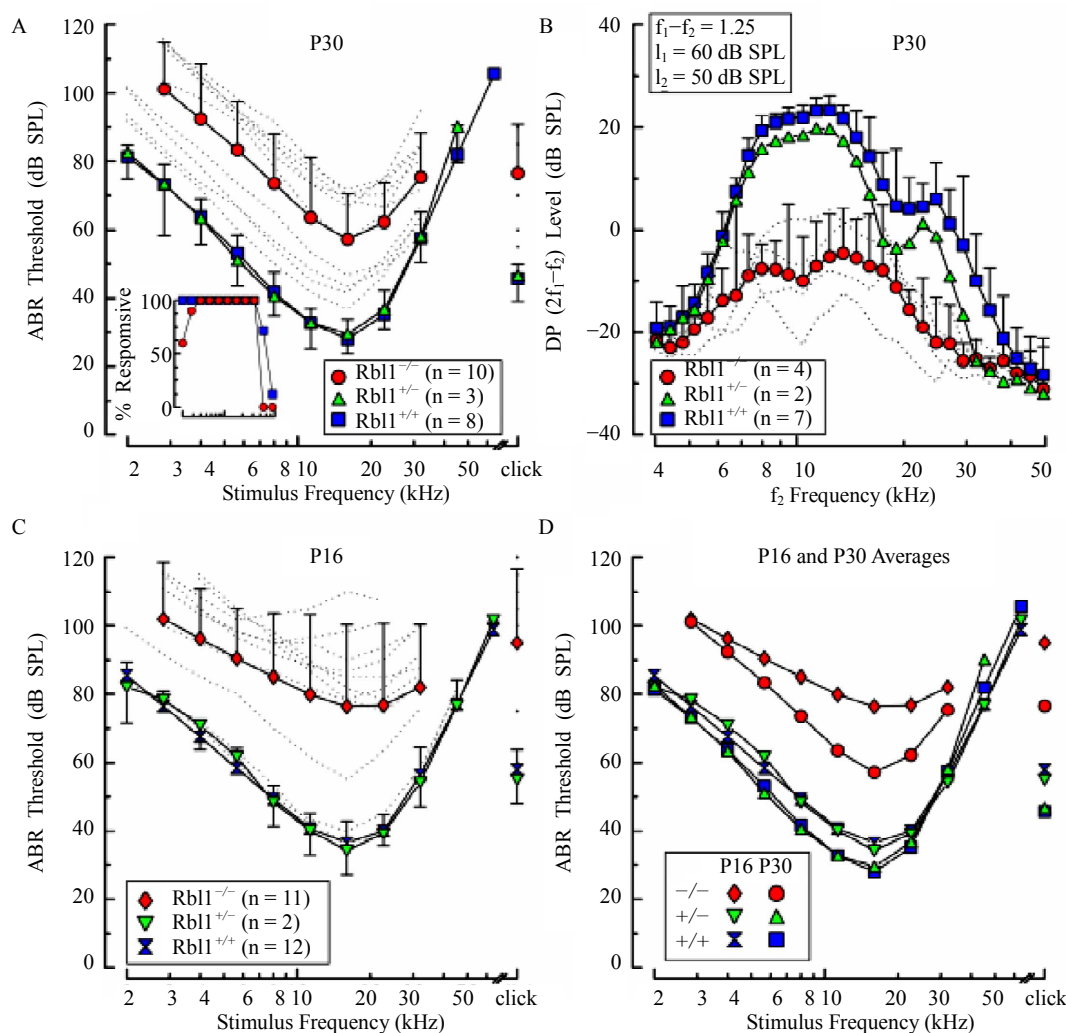 A
P30
ABR Threshold (dB SPL)
120
100
80
60
40
20
0
% Responsive
100
50
0
Rbl1−/− (n = 10)
Rbl1+/− (n = 3)
Rbl1+/+ (n = 8)
2 3 4 6 8 10 20 30 50 click
Stimulus Frequency (kHz)
B
f1−f2 = 1.25
l1 = 60 dB SPL
l2 = 50 dB SPL
P30
DP (2f1−f2) Level (dB SPL)
40
20
0
−20
−40
Rbl1−/− (n = 4)
Rbl1+/− (n = 2)
Rbl1+/+ (n = 7)
4 5 6 8 10 20 30 50
f2 Frequency (kHz)
C
P16
ABR Threshold (dB SPL)
120
100
80
60
40
20
0
Rbl1−/− (n = 11)
Rbl1+/− (n = 2)
Rbl1+/+ (n = 12)
2 3 4 6 8 10 20 30 50 click
Stimulus Frequency (kHz)
D
P16 and P30 Averages
ABR Threshold (dB SPL)
120
100
80
60
40
20
0
P16 P30
−/−
+/−
+/+
2 3 4 6 8 10 20 30 50 click
Stimulus Frequency (kHz)